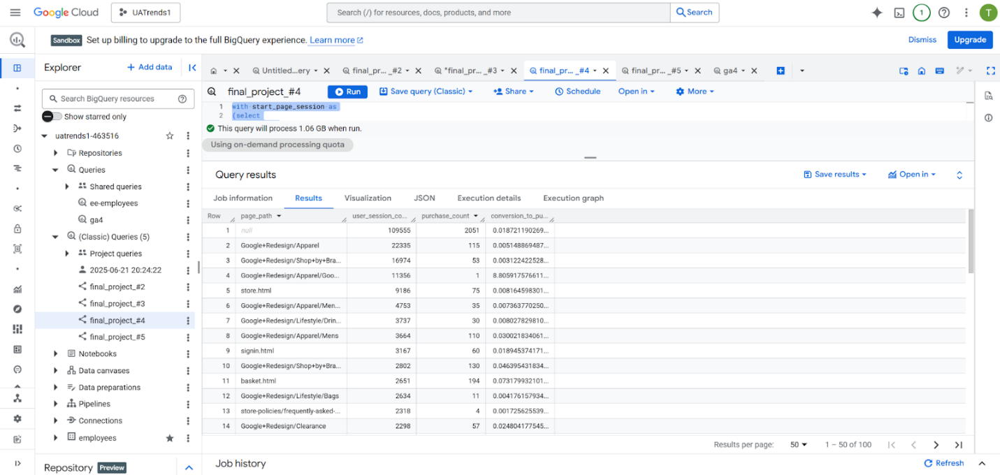 Google Cloud
UATrends1
Search (/) for resources, docs, products, and more
Search
1
T
Sandbox Set up billing to upgrade to the full BigQuery experience. Learn more
Dismiss
Upgrade
Explorer
+ Add data
Untitled...ery
final_pr... _#2
*final_pr... _#3
final_pr... _#4
final_pr... _#5
ga4
Search BigQuery resources
Show starred only
uatrends1-463516
Repositories
Queries
Shared queries
ee-employees
ga4
(Classic) Queries (5)
Project queries
2025-06-21 20:24:22
final_project_#2
final_project_#3
final_project_#4
final_project_#5
Notebooks
Data canvases
Data preparations
Pipelines
Connections
employees
Repository Preview
final_project_#4
Run
Save query (Classic)
Share
Schedule
Open in
More
1 with start_page_session as
2 (select
This query will process 1.06 GB when run.
Using on-demand processing quota
Query results
Save results
Open in
Job information Results Visualization JSON Execution details Execution graph
Row page_path user_session_co... purchase_count conversion_to_pu...
1 null 109555 2051 0.018721190269...
2 Google+Redesign/Apparel 22335 115 0.005148869487...
3 Google+Redesign/Shop+by+Bra... 16974 53 0.003122422528...
4 Google+Redesign/Apparel/Goo... 11356 1 8.805917576611...
5 store.html 9186 75 0.008164598301...
6 Google+Redesign/Apparel/Men... 4753 35 0.007363770250...
7 Google+Redesign/Lifestyle/Drin... 3737 30 0.008027829810...
8 Google+Redesign/Apparel/Mens 3664 110 0.030021834061...
9 signin.html 3167 60 0.018945374171...
10 Google+Redesign/Shop+by+Bra... 2802 130 0.046395431834...
11 basket.html 2651 194 0.073179932101...
12 Google+Redesign/Lifestyle/Bags 2634 11 0.004176157934...
13 store-policies/frequently-asked-... 2318 4 0.001725625539...
14 Google+Redesign/Clearance 2298 57 0.024804177545...
Results per page: 50 1 – 50 of 100
Job history
Refresh